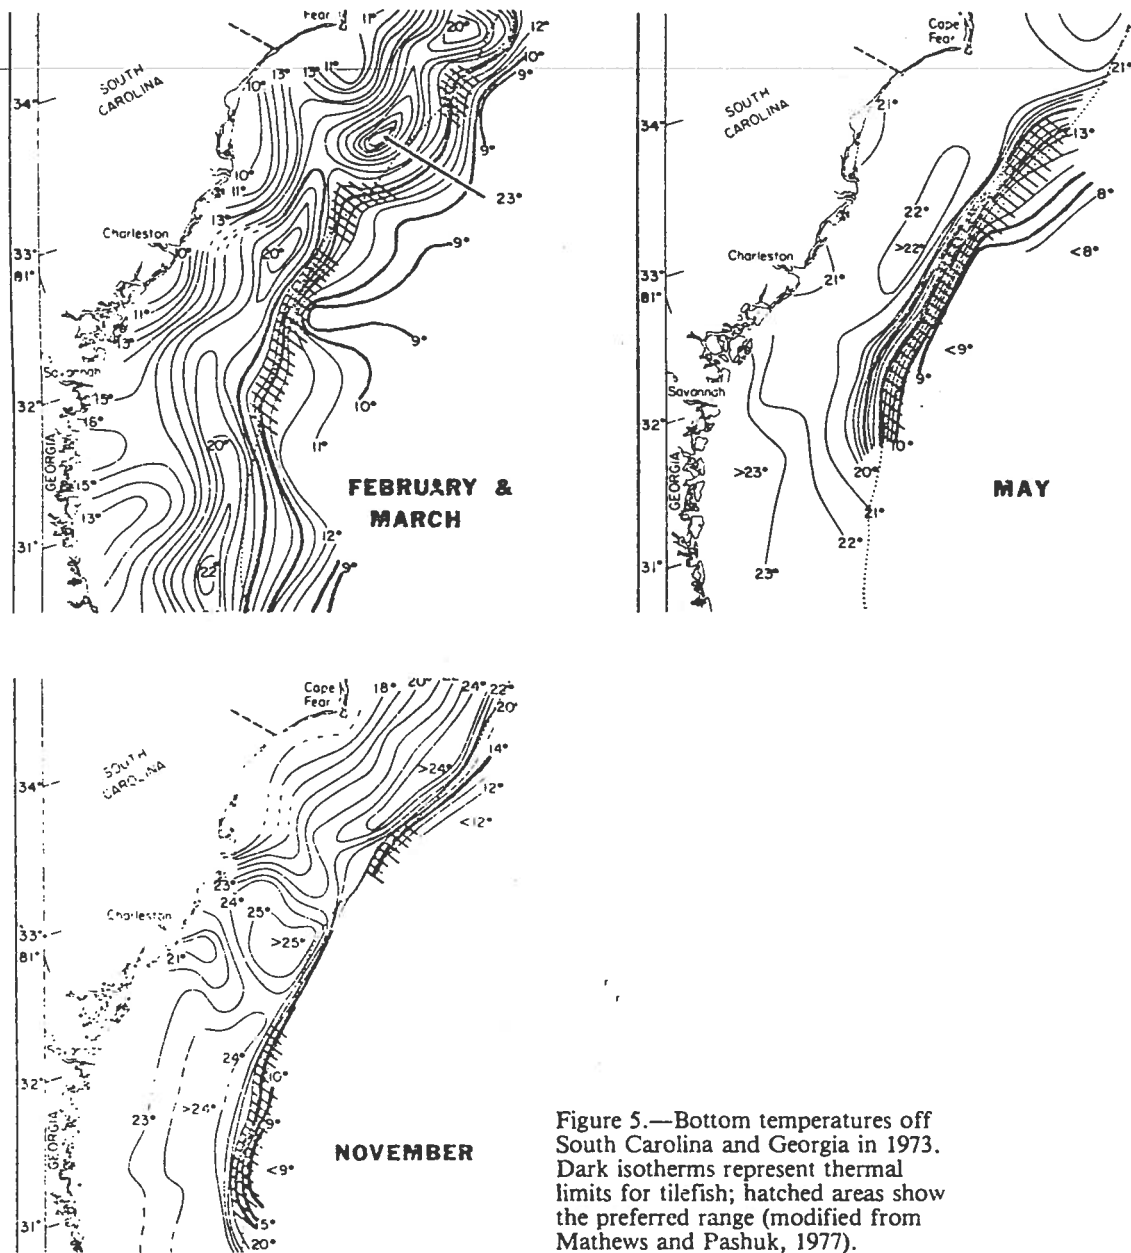 Fear
11°
20°
12°
10°
9°
SOUTH
CAROLINA
10°
13°
13°
11°
34°
9°
23°
10°
11°
13°
Charleston
10°
20°
9°
33°
81°
11°
13°
9°
Savannah
15°
10°
32°
16°
20°
11°
GEORGIA
15°
13°
FEBRUARY &
MARCH
12°
31°
22°
9°
Cape
Fear
21°
SOUTH
CAROLINA
21°
34°
13°
8°
22°
>22°
<8°
Charleston
33°
81°
21°
<9°
9°
Savannah
32°
10°
>23°
20°
GEORGIA
21°
MAY
22°
31°
23°
Cape
Fear
18°
20°
24°
22°
20°
14°
SOUTH
CAROLINA
>24°
34°
12°
<12°
23°
24°
25°
Charleston
33°
81°
>25°
21°
24°
32°
10°
23°
>24°
9°
GEORGIA
NOVEMBER
<9°
31°
20°
Figure 5.—Bottom temperatures off
South Carolina and Georgia in 1973.
Dark isotherms represent thermal
limits for tilefish; hatched areas show
the preferred range (modified from
Mathews and Pashuk, 1977).